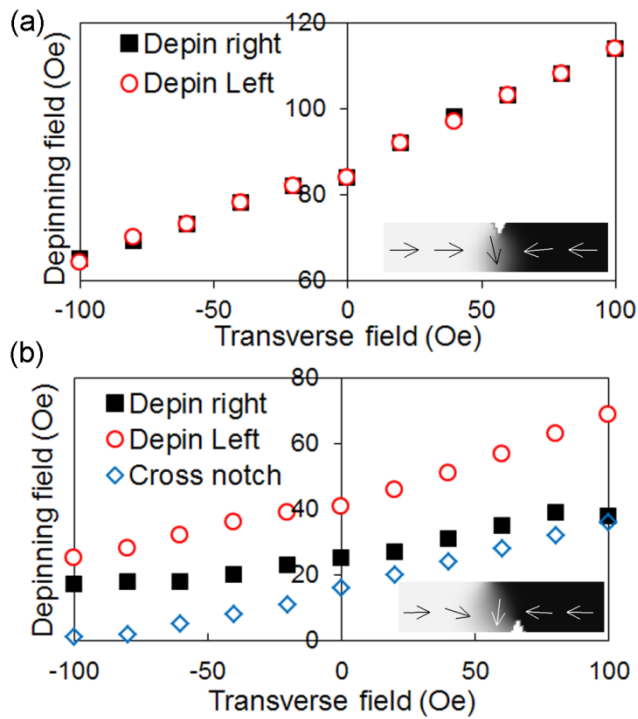 (a)
Depinning field (Oe)
120
100
80
60
Depin right
Depin Left
-100 -50 0 50 100
Transverse field (Oe)
(b)
Depinning field (Oe)
80
60
40
20
0
Depin right
Depin Left
Cross notch
-100 -50 0 50 100
Transverse field (Oe)